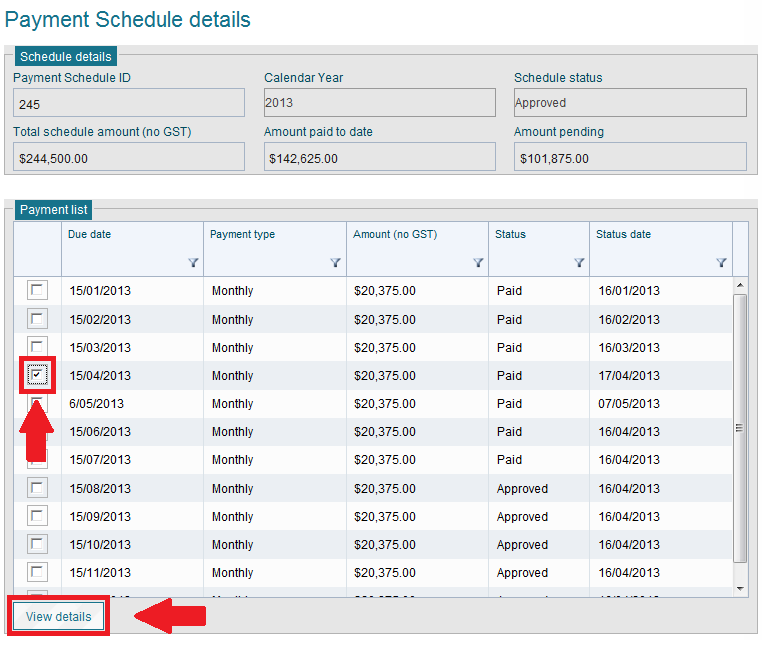 Payment Schedule details
Schedule details
Payment Schedule ID Calendar Year Schedule status
245 2013 Approved
Total schedule amount (no GST) Amount paid to date Amount pending
$244,500.00 $142,625.00 $101,875.00
Payment list
Due date Payment type Amount (no GST) Status Status date
15/01/2013 Monthly $20,375.00 Paid 16/01/2013
15/02/2013 Monthly $20,375.00 Paid 16/02/2013
15/03/2013 Monthly $20,375.00 Paid 16/03/2013
15/04/2013 Monthly $20,375.00 Paid 17/04/2013
6/05/2013 Monthly $20,375.00 Paid 07/05/2013
15/06/2013 Monthly $20,375.00 Paid 16/04/2013
15/07/2013 Monthly $20,375.00 Paid 16/04/2013
15/08/2013 Monthly $20,375.00 Approved 16/04/2013
15/09/2013 Monthly $20,375.00 Approved 16/04/2013
15/10/2013 Monthly $20,375.00 Approved 16/04/2013
15/11/2013 Monthly $20,375.00 Approved 16/04/2013
View details